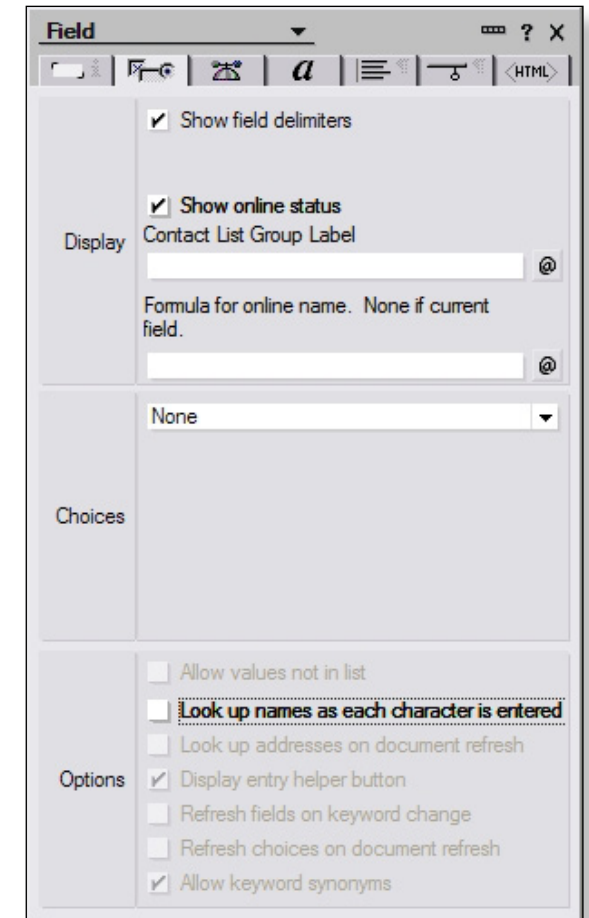 Field
? X
i a <HTML>
Show field delimiters
Show online status
Display
Contact List Group Label
@
Formula for online name. None if current
field.
@
None
Choices
Allow values not in list
Look up names as each character is entered
Look up addresses on document refresh
Options
Display entry helper button
Refresh fields on keyword change
Refresh choices on document refresh
Allow keyword synonyms